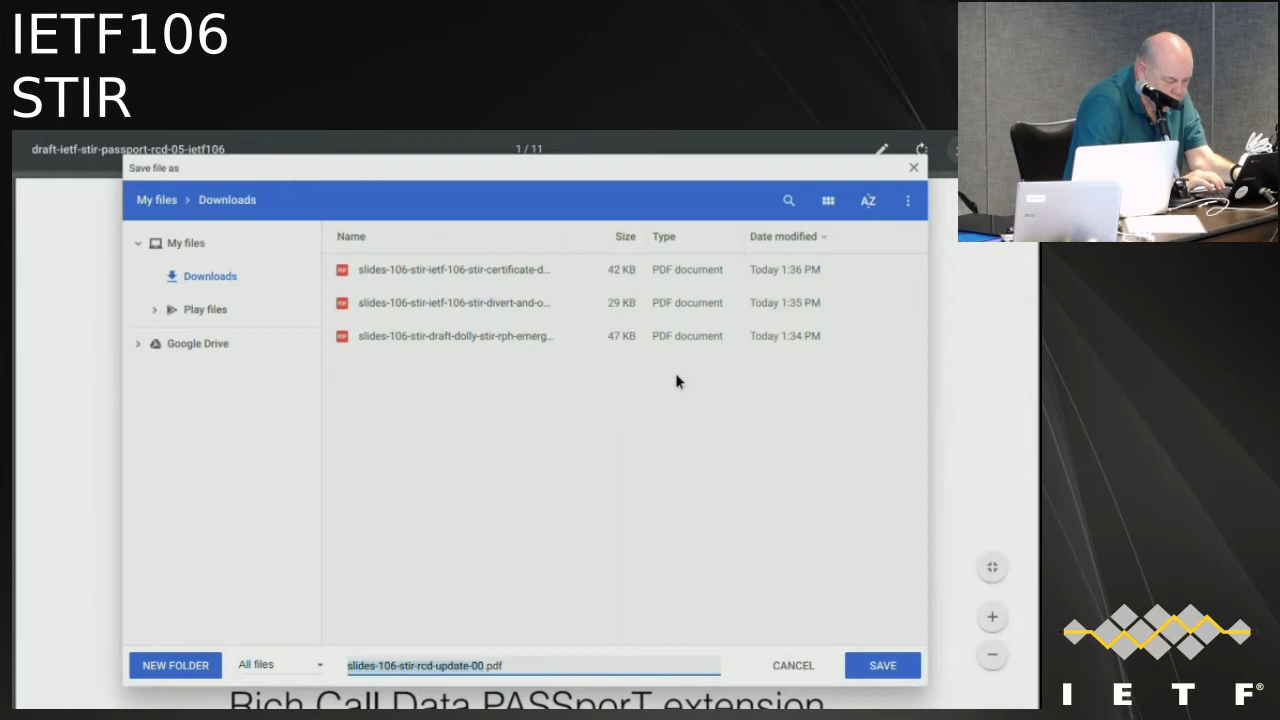 IETF106
STIR
draft-ietf-stir-passport-rcd-05-ietf106
1 / 11
Save file as
My files > Downloads
AZ
Name Size Type Date modified
My files
Downloads
Play files
Google Drive
slides-106-stir-ietf-106-stir-certificate-d... 42 KB PDF document Today 1:36 PM
slides-106-stir-ietf-106-stir-divert-and-o... 29 KB PDF document Today 1:35 PM
slides-106-stir-draft-dolly-stir-rph-emerg... 47 KB PDF document Today 1:34 PM
NEW FOLDER
All files
slides-106-stir-rcd-update-00.pdf
CANCEL
SAVE
Rich Call Data PASSporT extension
I E T F®